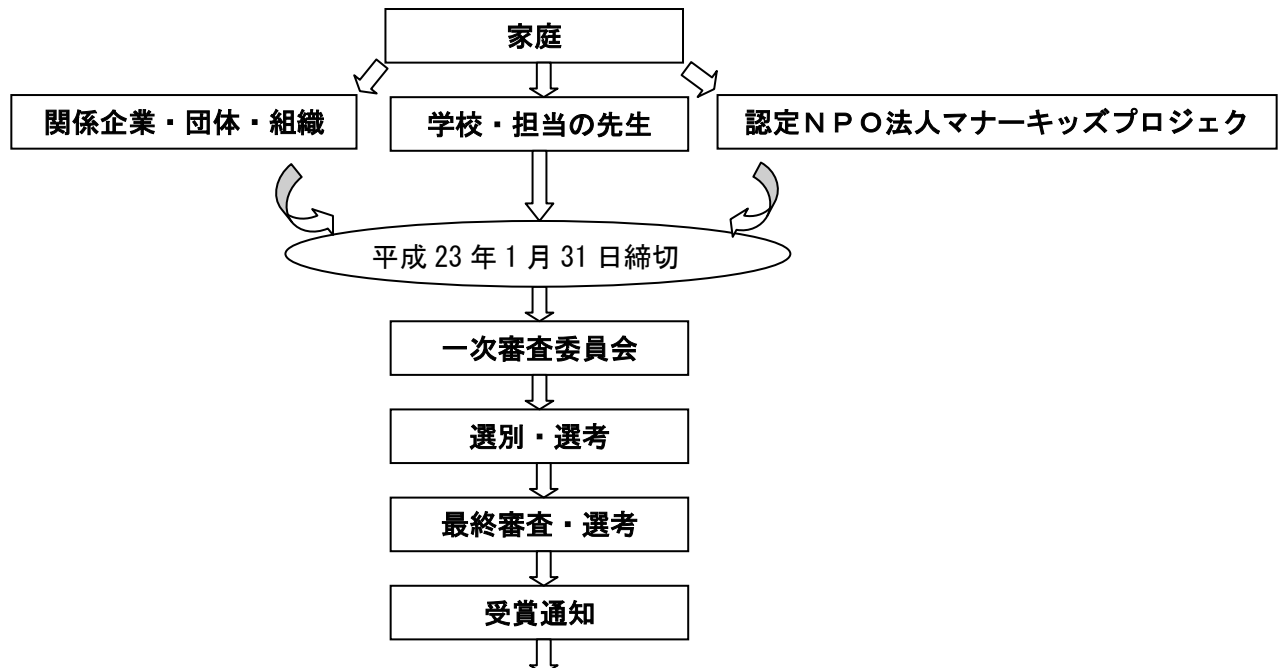 家庭
関係企業・団体・組織
学校・担当の先生
認定ＮＰＯ法人マナーキッズプロジェク
平成 23 年 1 月 31 日締切
一次審査委員会
選別・選考
最終審査・選考
受賞通知